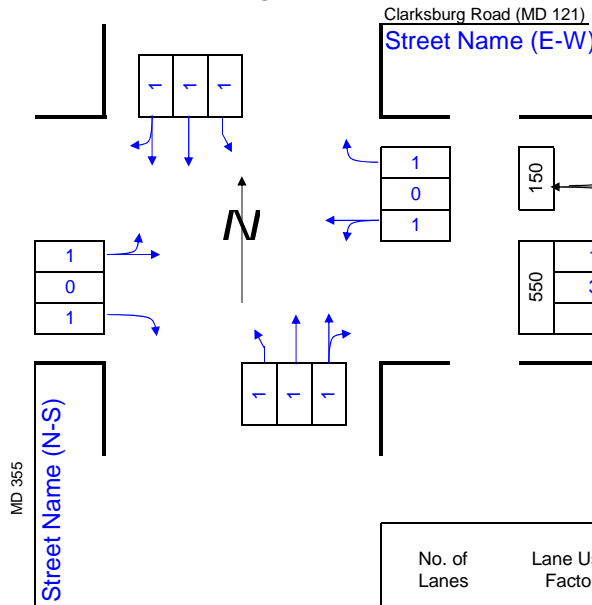 Clarksburg Road (MD 121)
Street Name (E-W)
1 1 1
1
0
1
150
N
1
0
1
550
1 1 1
MD 355
Street Name (N-S)
No. of
Lanes
Lane